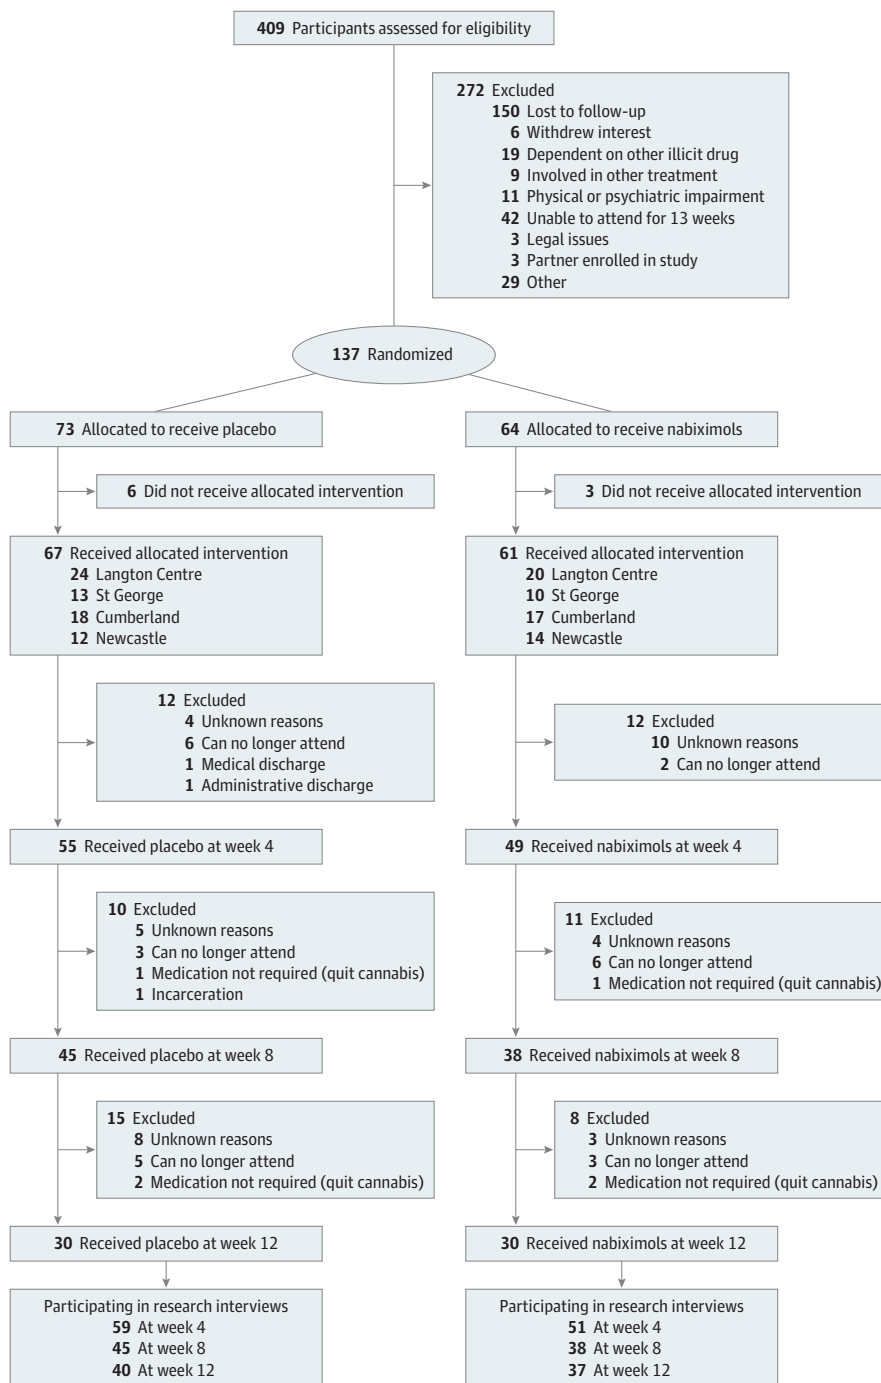 409 Participants assessed for eligibility
272 Excluded
150 Lost to follow-up
6 Withdrew interest
19 Dependent on other illicit drug
9 Involved in other treatment
11 Physical or psychiatric impairment
42 Unable to attend for 13 weeks
3 Legal issues
3 Partner enrolled in study
29 Other
137 Randomized
73 Allocated to receive placebo
6 Did not receive allocated intervention
67 Received allocated intervention
24 Langton Centre
13 St George
18 Cumberland
12 Newcastle
12 Excluded
4 Unknown reasons
6 Can no longer attend
1 Medical discharge
1 Administrative discharge
55 Received placebo at week 4
10 Excluded
5 Unknown reasons
3 Can no longer attend
1 Medication not required (quit cannabis)
1 Incarceration
45 Received placebo at week 8
15 Excluded
8 Unknown reasons
5 Can no longer attend
2 Medication not required (quit cannabis)
30 Received placebo at week 12
Participating in research interviews
59 At week 4
45 At week 8
40 At week 12
64 Allocated to receive nabiximols
3 Did not receive allocated intervention
61 Received allocated intervention
20 Langton Centre
10 St George
17 Cumberland
14 Newcastle
12 Excluded
10 Unknown reasons
2 Can no longer attend
49 Received nabiximols at week 4
11 Excluded
4 Unknown reasons
6 Can no longer attend
1 Medication not required (quit cannabis)
38 Received nabiximols at week 8
8 Excluded
3 Unknown reasons
3 Can no longer attend
2 Medication not required (quit cannabis)
30 Received nabiximols at week 12
Participating in research interviews
51 At week 4
38 At week 8
37 At week 12